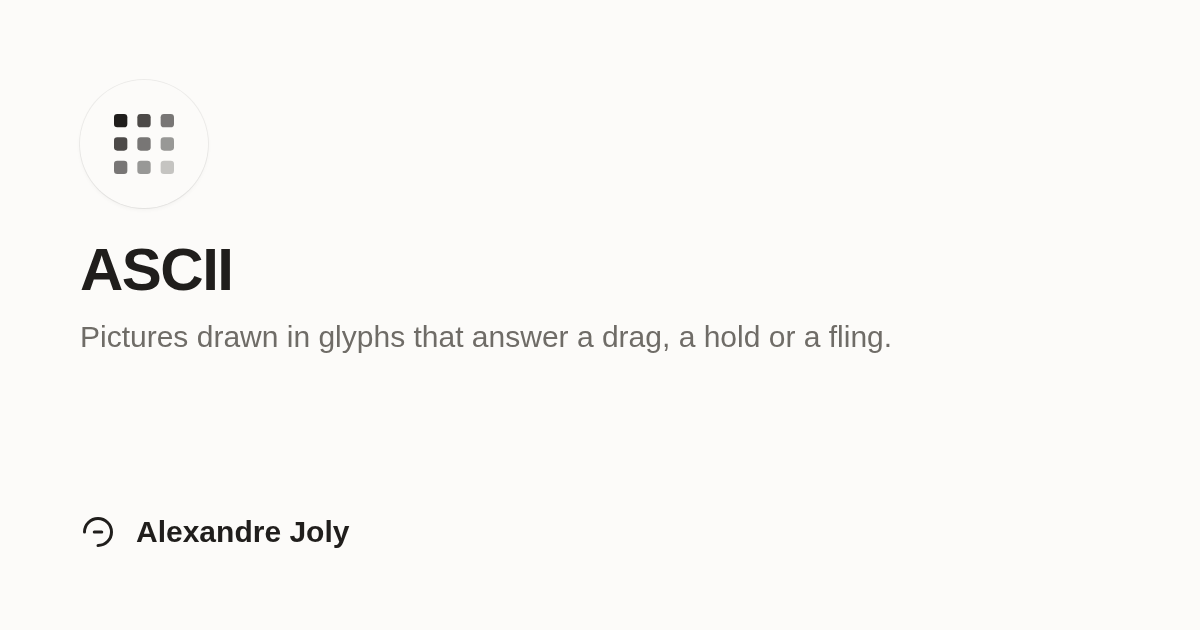 ASCII
Pictures drawn in glyphs that answer a drag, a hold or a fling.
Alexandre Joly